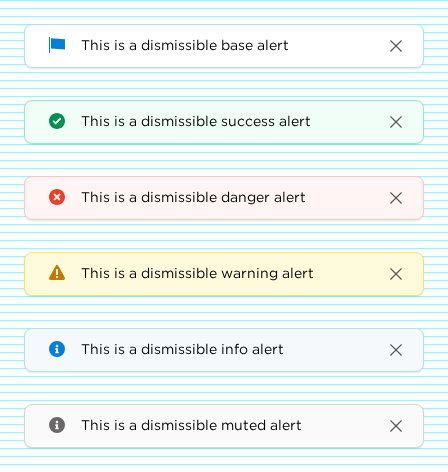 This is a dismissible base alert
This is a dismissible success alert
This is a dismissible danger alert
This is a dismissible warning alert
This is a dismissible info alert
This is a dismissible muted alert